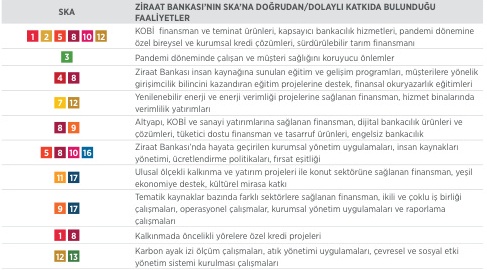 SKA
ZİRAAT BANKASI'NIN SKA'NA DOĞRUDAN/DOLAYLI KATKIDA BULUNDUĞU
FAALİYETLER
1 2 5 8 10 12
KOBİ finansman ve teminat ürünleri, kapsayıcı bankacılık hizmetleri, pandemi dönemine
özel bireysel ve kurumsal kredi çözümleri, sürdürülebilir tarım finansmanı
3
Pandemi döneminde çalışan ve müşteri sağlığını koruyucu önlemler
4 8
Ziraat Bankası insan kaynağına sunulan eğitim ve gelişim programları, müşterilere yönelik
girişimcilik bilincini kazandıran eğitim projelerine destek, finansal okuryazarlık eğitimleri
7 12
Yenilenebilir enerji ve enerji verimliği projelerine sağlanan finansman, hizmet binalarında
verimlilik yatırımları
8 9
Altyapı, KOBİ ve sanayi yatırımlarına sağlanan finansman, dijital bankacılık ürünleri ve
çözümleri, tüketici dostu finansman ve tasarruf ürünleri, engelsiz bankacılık
5 8 10 16
Ziraat Bankası'nda hayata geçirilen kurumsal yönetim uygulamaları, insan kaynakları
yönetimi, ücretlendirme politikaları, fırsat eşitliği
11 17
Ulusal ölçekli kalkınma ve yatırım projeleri ile konut sektörüne sağlanan finansman, yeşil
ekonomiye destek, kültürel mirasa katkı
9 17
Tematik kaynaklar bazında farklı sektörlere sağlanan finansman, ikili ve çoklu iş birliği
çalışmaları, operasyonel çalışmalar, kurumsal yönetim uygulamaları ve raporlama
çalışmaları
1 8
Kalkınmada öncelikli yörelere özel kredi projeleri
12 13
Karbon ayak izi ölçüm çalışmaları, atık yönetimi uygulamaları, çevresel ve sosyal etki
yönetim sistemi kurulması çalışmaları